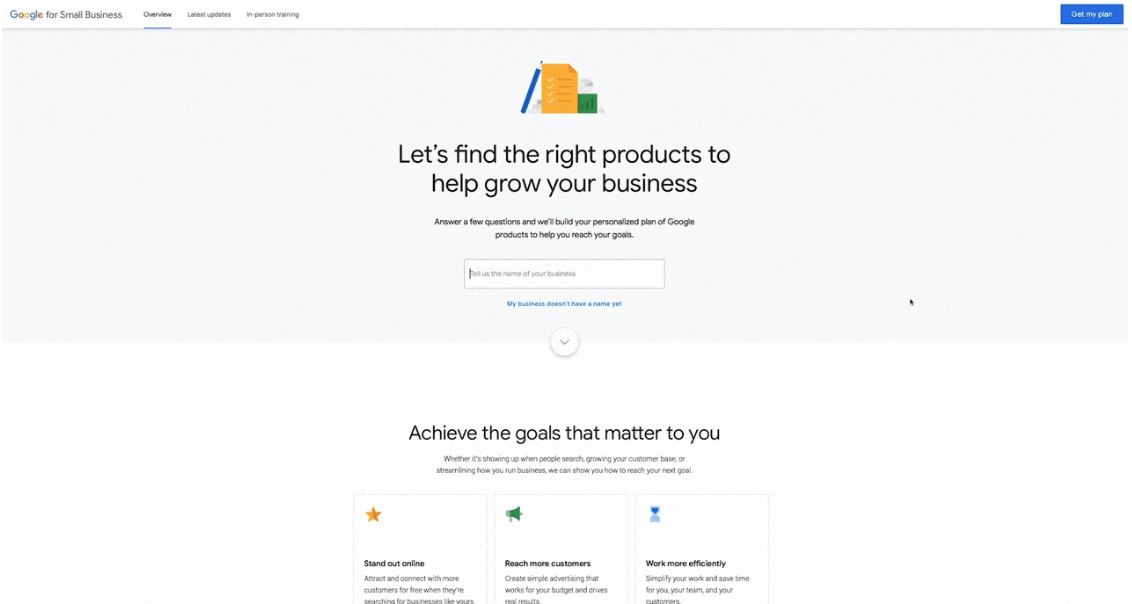 Google for Small Business
Overview
Latest updates
In-person training
Get my plan
Let's find the right products to
help grow your business
Answer a few questions and we'll build your personalized plan of Google
products to help you reach your goals.
Tell us the name of your business
My business doesn't have a name yet
Achieve the goals that matter to you
Whether it's showing up when people search, growing your customer base, or
streamlining how you run business, we can show you how to reach your next goal.
Stand out online
Attract and connect with more
customers for free when they're
searching for businesses like yours.
Reach more customers
Create simple advertising that
works for your budget and drives
real results.
Work more efficiently
Simplify your work and save time
for you, your team, and your
customers.